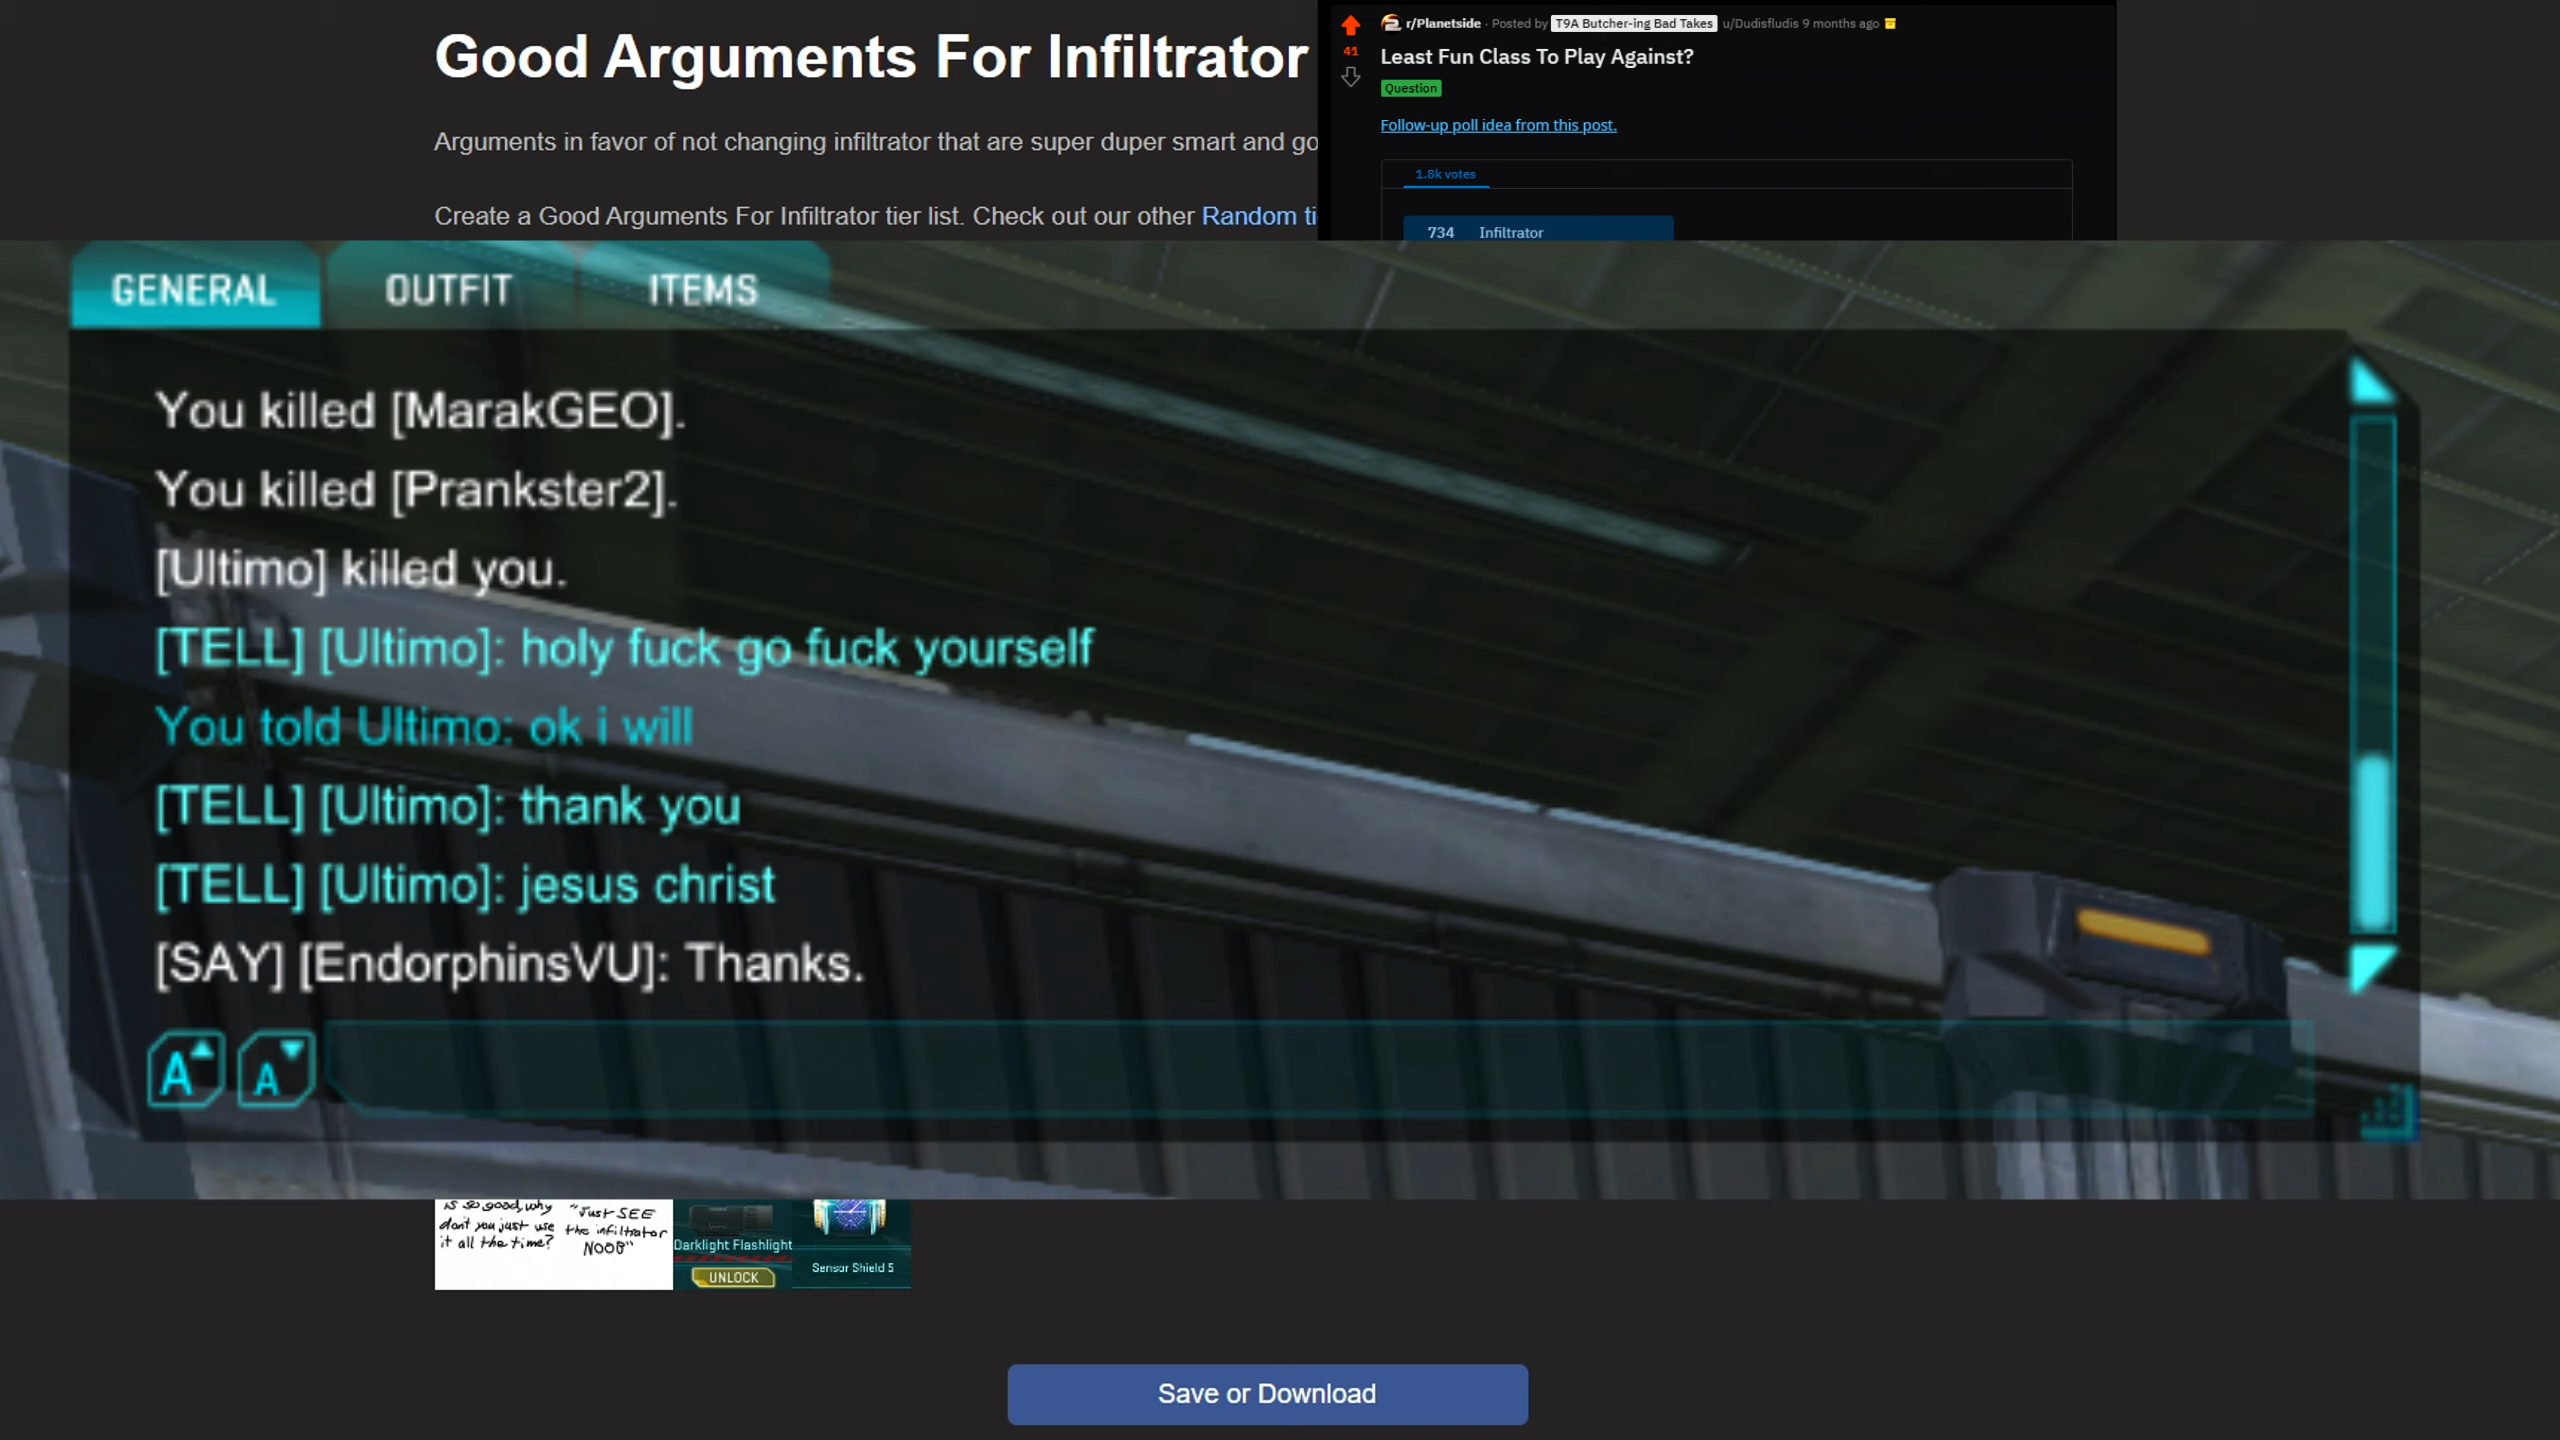 Good Arguments For Infiltrator
Arguments in favor of not changing infiltrator that are super duper smart and go
Create a Good Arguments For Infiltrator tier list. Check out our other Random ti
r/Planetside · Posted by T9A Butcher-ing Bad Takes u/Dudisfludis 9 months ago
41
Least Fun Class To Play Against?
Question
Follow-up poll idea from this post.
1.8k votes
734 Infiltrator
GENERAL OUTFIT ITEMS
You killed [MarakGEO].
You killed [Prankster2].
[Ultimo] killed you.
[TELL] [Ultimo]: holy fuck go fuck yourself
You told Ultimo: ok i will
[TELL] [Ultimo]: thank you
[TELL] [Ultimo]: jesus christ
[SAY] [EndorphinsVU]: Thanks.
A A
is so good, why
don't you just use
it all the time?
"Just SEE
the infiltrator
NOOB"
Darklight Flashlight
UNLOCK
Sensor Shield 5
Save or Download